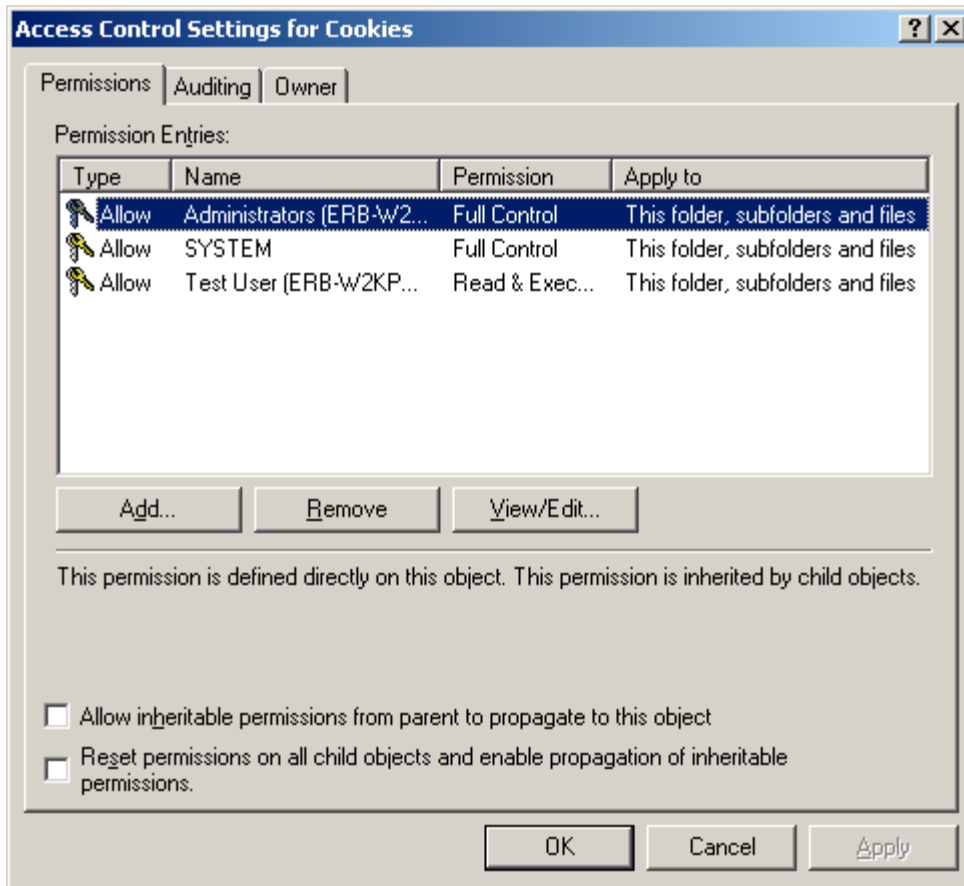 Access Control Settings for Cookies
Permissions Auditing Owner
Permission Entries:
Type Name Permission Apply to
Allow Administrators (ERB-W2... Full Control This folder, subfolders and files
Allow SYSTEM Full Control This folder, subfolders and files
Allow Test User (ERB-W2KP... Read & Exec... This folder, subfolders and files
Add... Remove View/Edit...
This permission is defined directly on this object. This permission is inherited by child objects.
Allow inheritable permissions from parent to propagate to this object
Reset permissions on all child objects and enable propagation of inheritable
permissions.
OK Cancel Apply